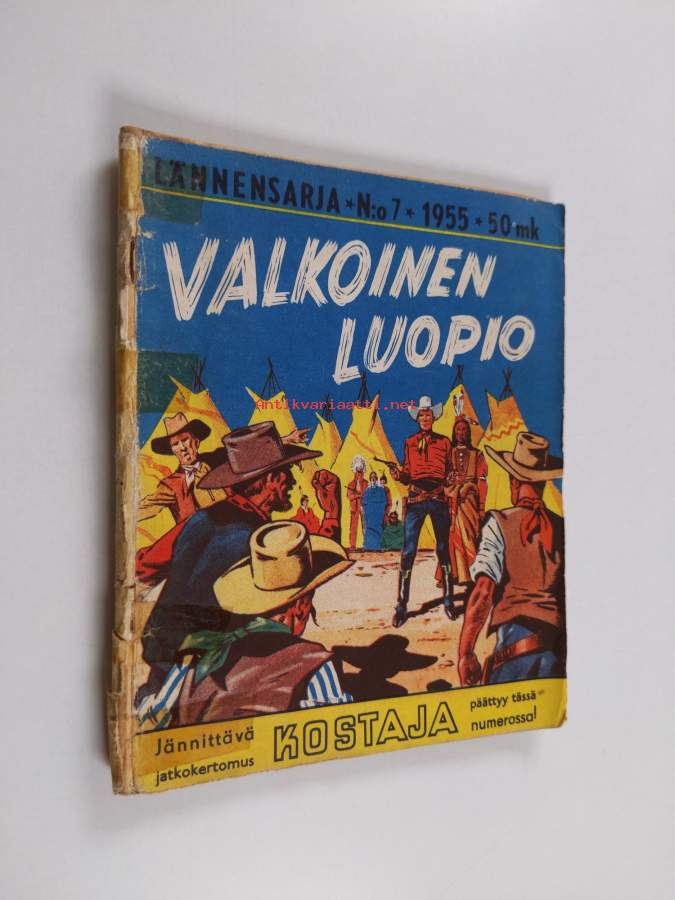 LÄNNENSARJA * N:o 7 * 1955 * 50 mk
VALKOINEN
LUOPIO
Antikvariaatti.net
Jännittävä
jatkokertomus
KOSTAJA
päättyy tässä
numerossa!